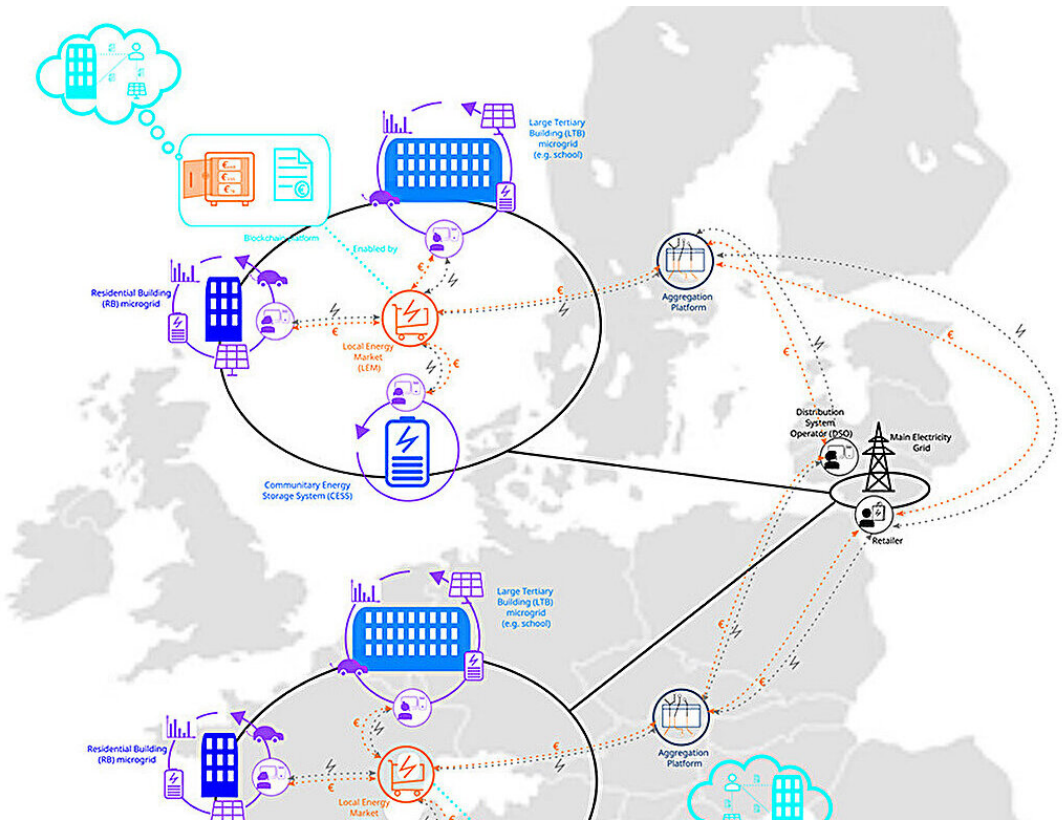 Large Tertiary
Building (LTB)
microgrid
(e.g. school)
Blockchain platform
Enabled by
Residential Building
(RB) microgrid
€
€
€
Local Energy
Market
(LEM)
€
Aggregation
Platform
€
€
Communitary Energy
Storage System (CESS)
Distribution
System
Operator (DSO)
Main Electricity
Grid
Retailer
Large Tertiary
Building (LTB)
microgrid
(e.g. school)
€
€
€
Residential Building
(RB) microgrid
€
€
Aggregation
Platform
Local Energy
Market